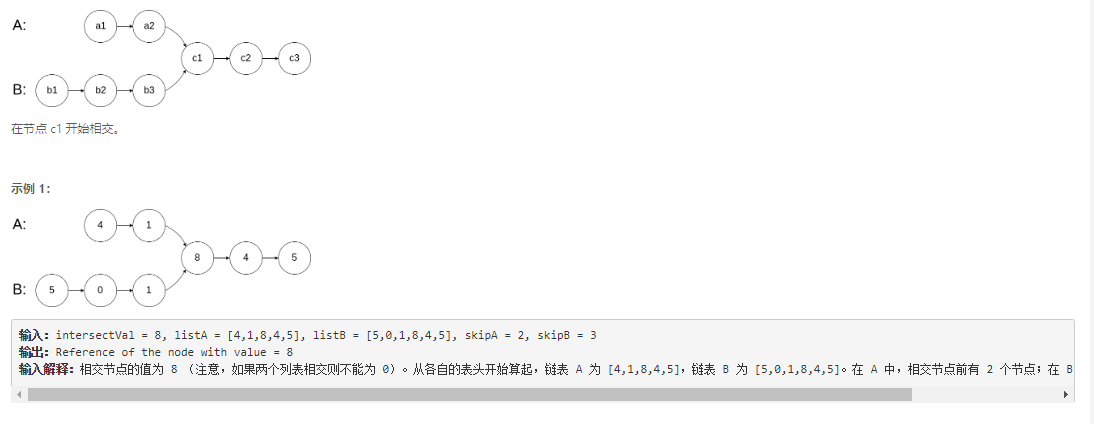 A: a1 a2
c1 c2 c3
B: b1 b2 b3
在节点 c1 开始相交。
示例 1:
A: 4 1
8 4 5
B: 5 0 1
输入: intersectVal = 8, listA = [4,1,8,4,5], listB = [5,0,1,8,4,5], skipA = 2, skipB = 3
输出: Reference of the node with value = 8
输入解释: 相交节点的值为 8 (注意,如果两个列表相交则不能为 0)。从各自的表头开始算起,链表 A 为 [4,1,8,4,5],链表 B 为 [5,0,1,8,4,5]。在 A 中,相交节点前有 2 个节点;在 B